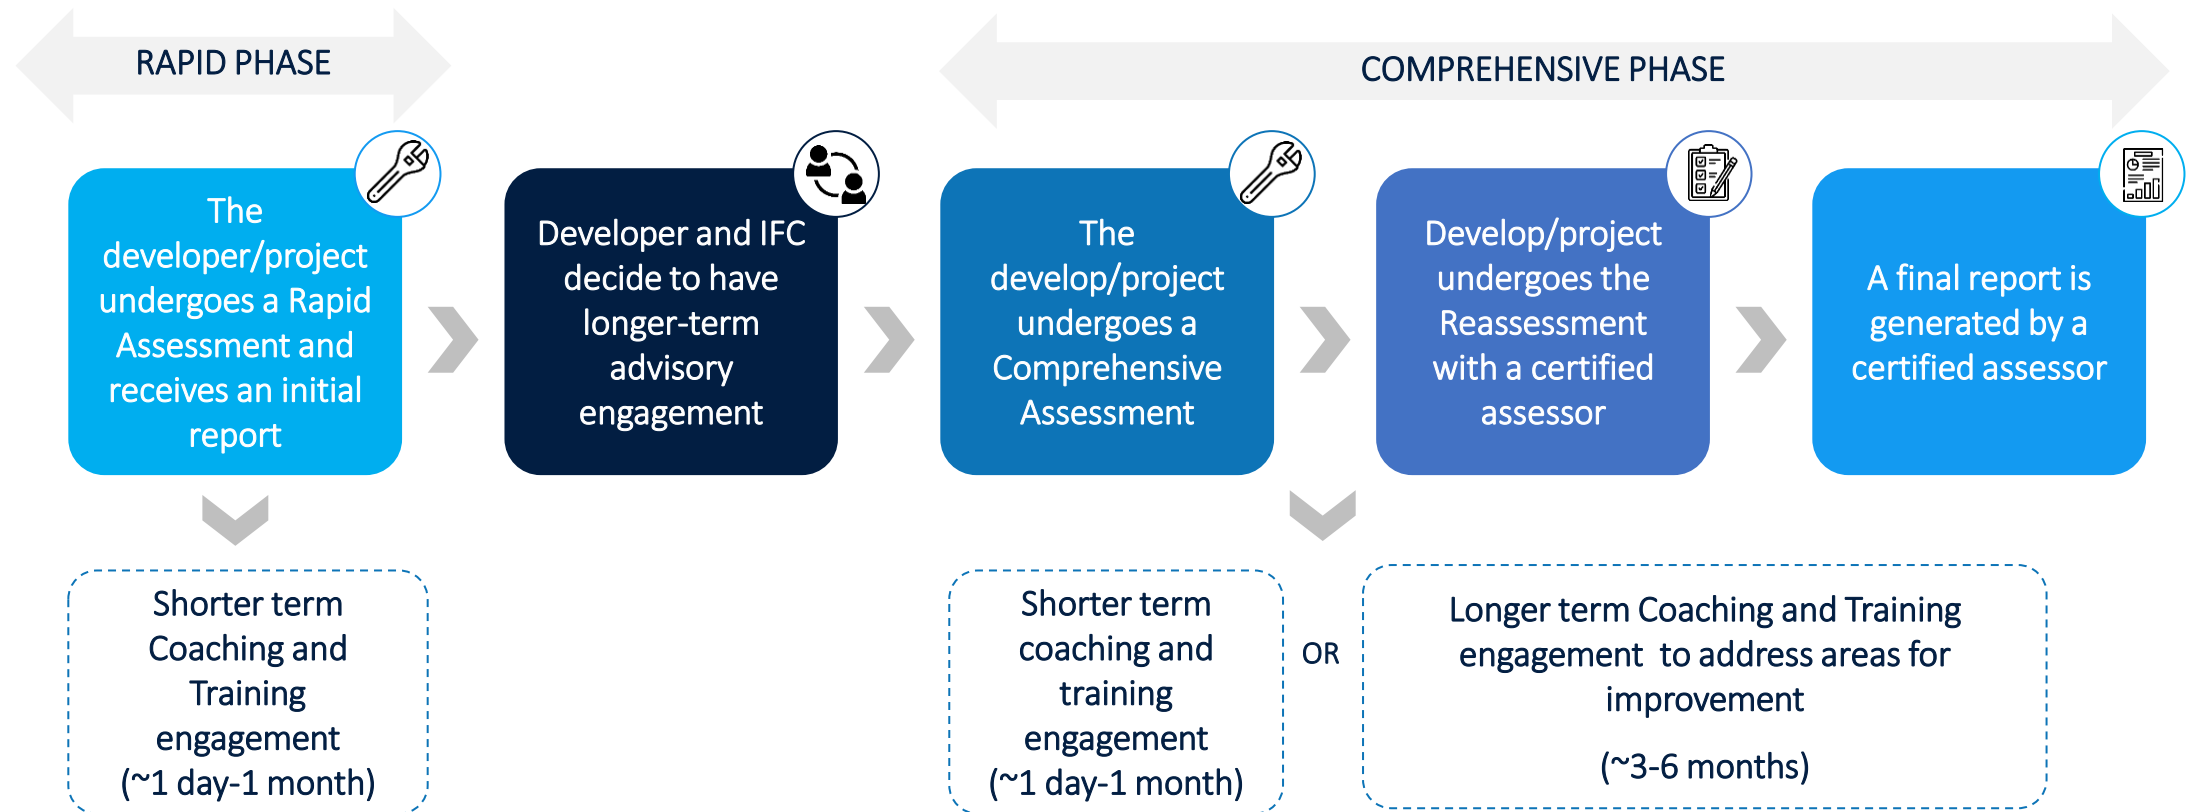 RAPID PHASE
COMPREHENSIVE PHASE
The
developer/project
undergoes a Rapid
Assessment and
receives an initial
report
Developer and IFC
decide to have
longer-term
advisory
engagement
The
develop/project
undergoes a
Comprehensive
Assessment
Develop/project
undergoes the
Reassessment
with a certified
assessor
A final report is
generated by a
certified assessor
Shorter term
Coaching and
Training
engagement
(~1 day-1 month)
Shorter term
coaching and
training
engagement
(~1 day-1 month)
OR
Longer term Coaching and Training
engagement  to address areas for
improvement
(~3-6 months)